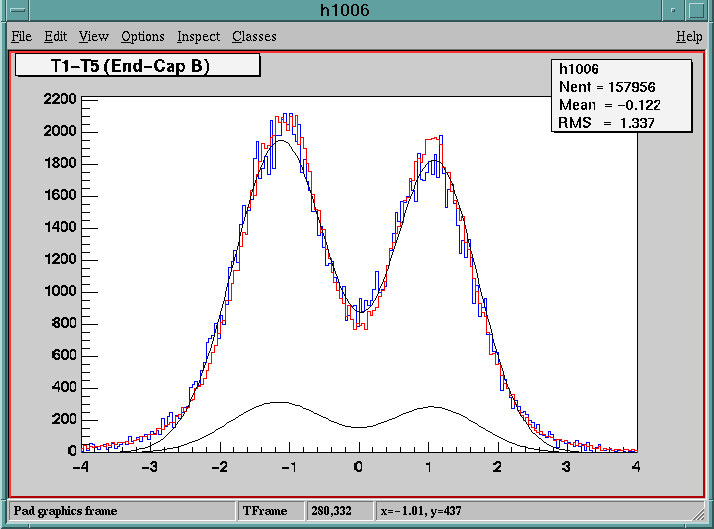 h1006
File Edit View Options Inspect Classes Help
T1-T5 (End-Cap B)
h1006
Nent = 157956
Mean = -0.122
RMS = 1.337
2200
2000
1800
1600
1400
1200
1000
800
600
400
200
0
-4 -3 -2 -1 0 1 2 3 4
Pad graphics frame TFrame 280,332 x=-1.01, y=437